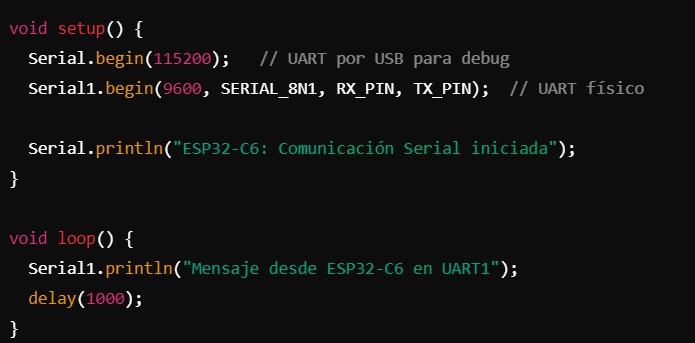 void setup() {
  Serial.begin(115200);   // UART por USB para debug
  Serial1.begin(9600, SERIAL_8N1, RX_PIN, TX_PIN);  // UART físico

  Serial.println("ESP32-C6: Comunicación Serial iniciada");
}

void loop() {
  Serial1.println("Mensaje desde ESP32-C6 en UART1");
  delay(1000);
}